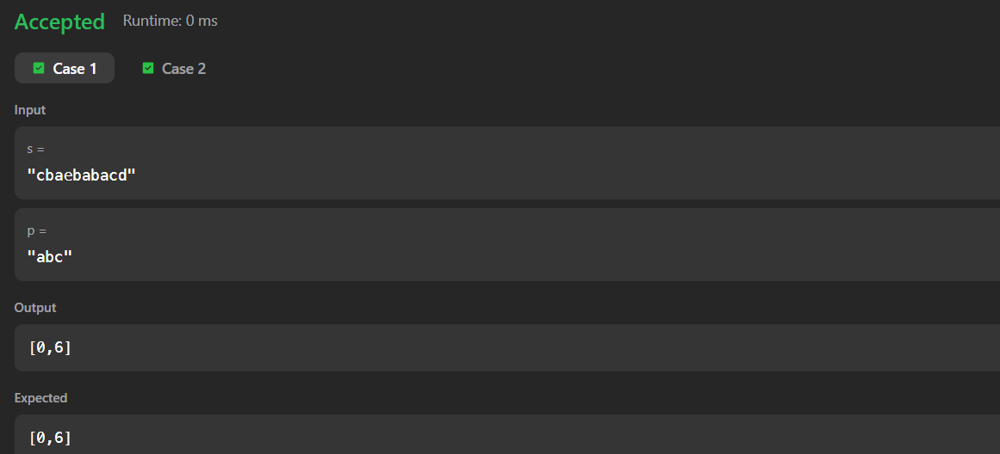 Accepted Runtime: 0 ms
Case 1 Case 2
Input
s =
"cbaebabacd"
p =
"abc"
Output
[0,6]
Expected
[0,6]